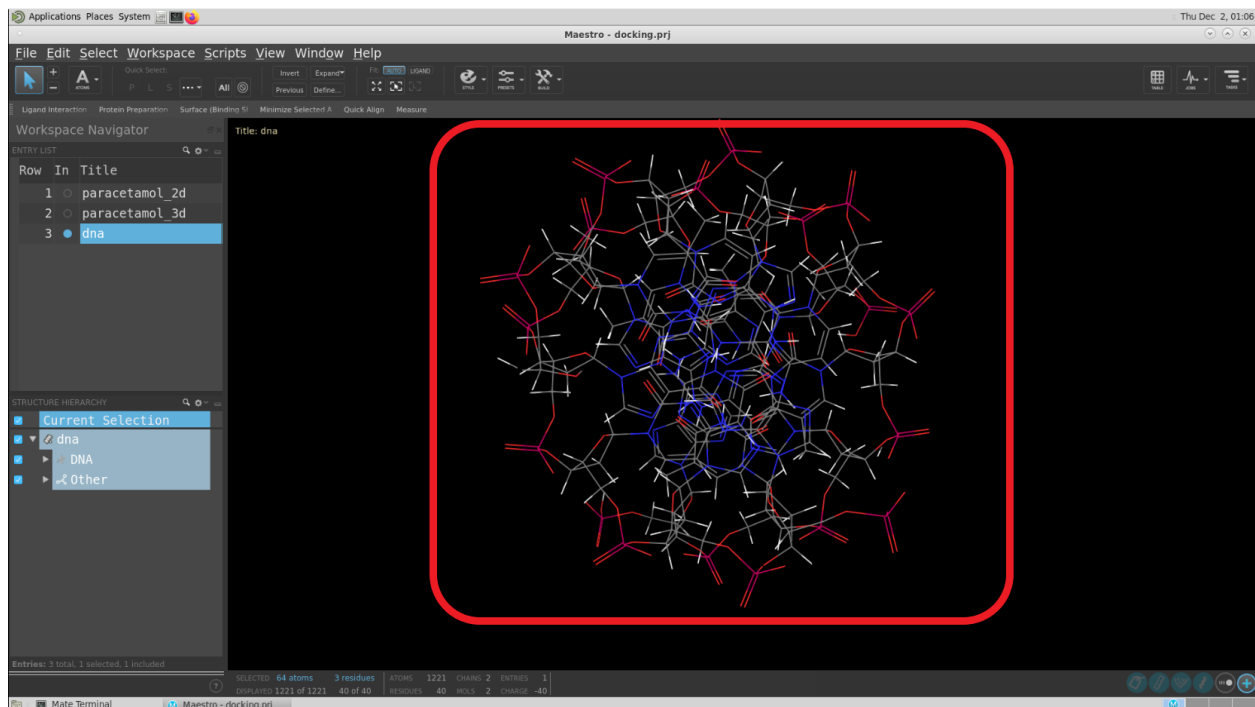 Applications Places System
Thu Dec 2, 01:06
Maestro - docking.prj
File Edit Select Workspace Scripts View Window Help
Quick Select:
Invert Expand
Fit: AUTO LIGAND
A
ATOMS
P L S ... All
Previous Define...
STYLE PRESETS BUILD
TABLE JOBS TASKS
Ligand Interaction Protein Preparation Surface (Binding Si Minimize Selected A Quick Align Measure
Workspace Navigator
Title: dna
ENTRY LIST
Row In Title
1 paracetamol_2d
2 paracetamol_3d
3 dna
STRUCTURE HIERARCHY
Current Selection
dna
DNA
Other
Entries: 3 total, 1 selected, 1 included
SELECTED 64 atoms 3 residues ATOMS 1221 CHAINS 2 ENTRIES 1
DISPLAYED 1221 of 1221 40 of 40 RESIDUES 40 MOLS 2 CHARGE -40
Mate Terminal
Maestro - docking.prj